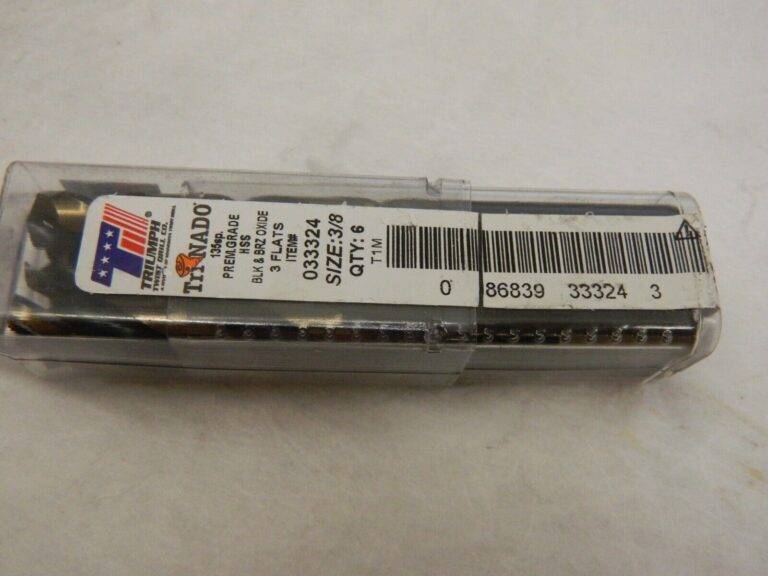 TRIUMPH®
TWIST DRILL CO.
T1TNADO®
135sp.
PREM.GRADE
HSS
BLK & BRZ OXIDE
3 FLATS
ITEM#
033324
SIZE:3/8
QTY: 6
T1M
0 86839 33324 3